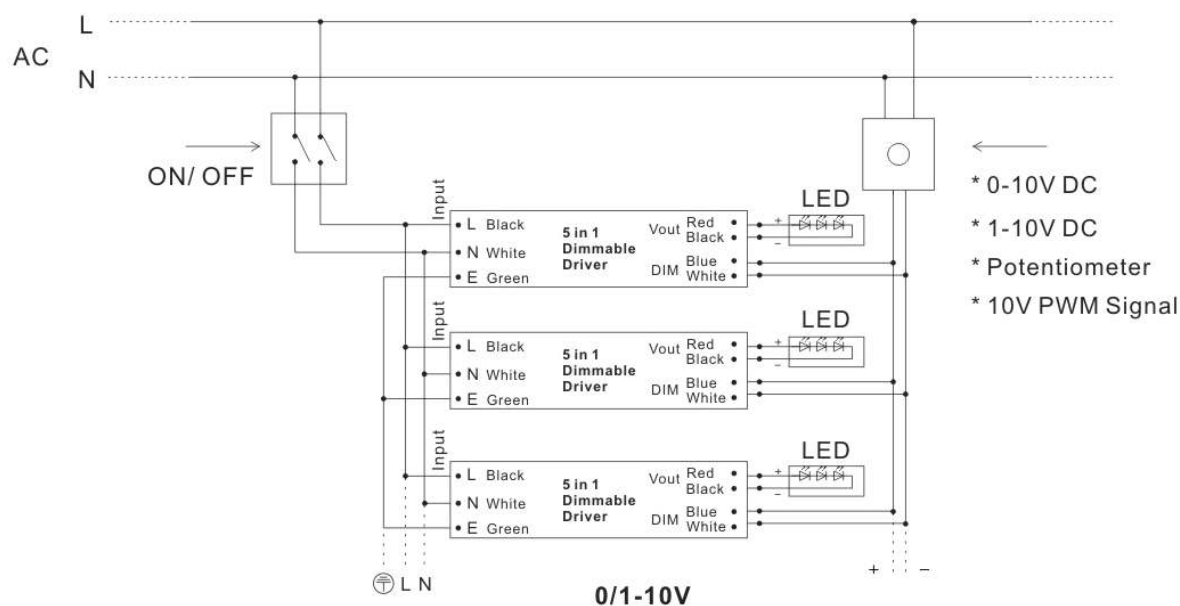 L
AC
N
ON/ OFF
* 0-10V DC
* 1-10V DC
* Potentiometer
* 10V PWM Signal
Input
L Black
N White
E Green
5 in 1
Dimmable
Driver
Vout Red
Black
DIM Blue
White
LED
+
−
Input
L Black
N White
E Green
5 in 1
Dimmable
Driver
Vout Red
Black
DIM Blue
White
LED
+
−
Input
L Black
N White
E Green
5 in 1
Dimmable
Driver
Vout Red
Black
DIM Blue
White
LED
+
−
L N
+ −
0/1-10V